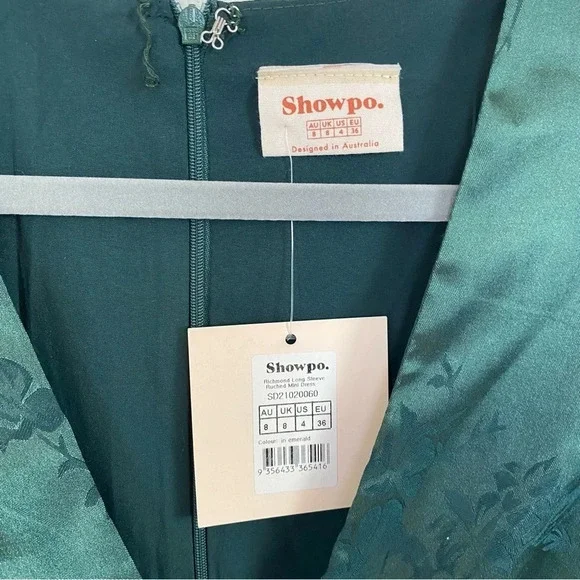 Showpo.
AU UK US EU
8 8 4 36
Designed in Australia
Showpo.
Richmond Long Sleeve
Ruched Mini Dress
SD21020060
AU UK US EU
8 8 4 36
Colour: in emerald
9 356433 365416